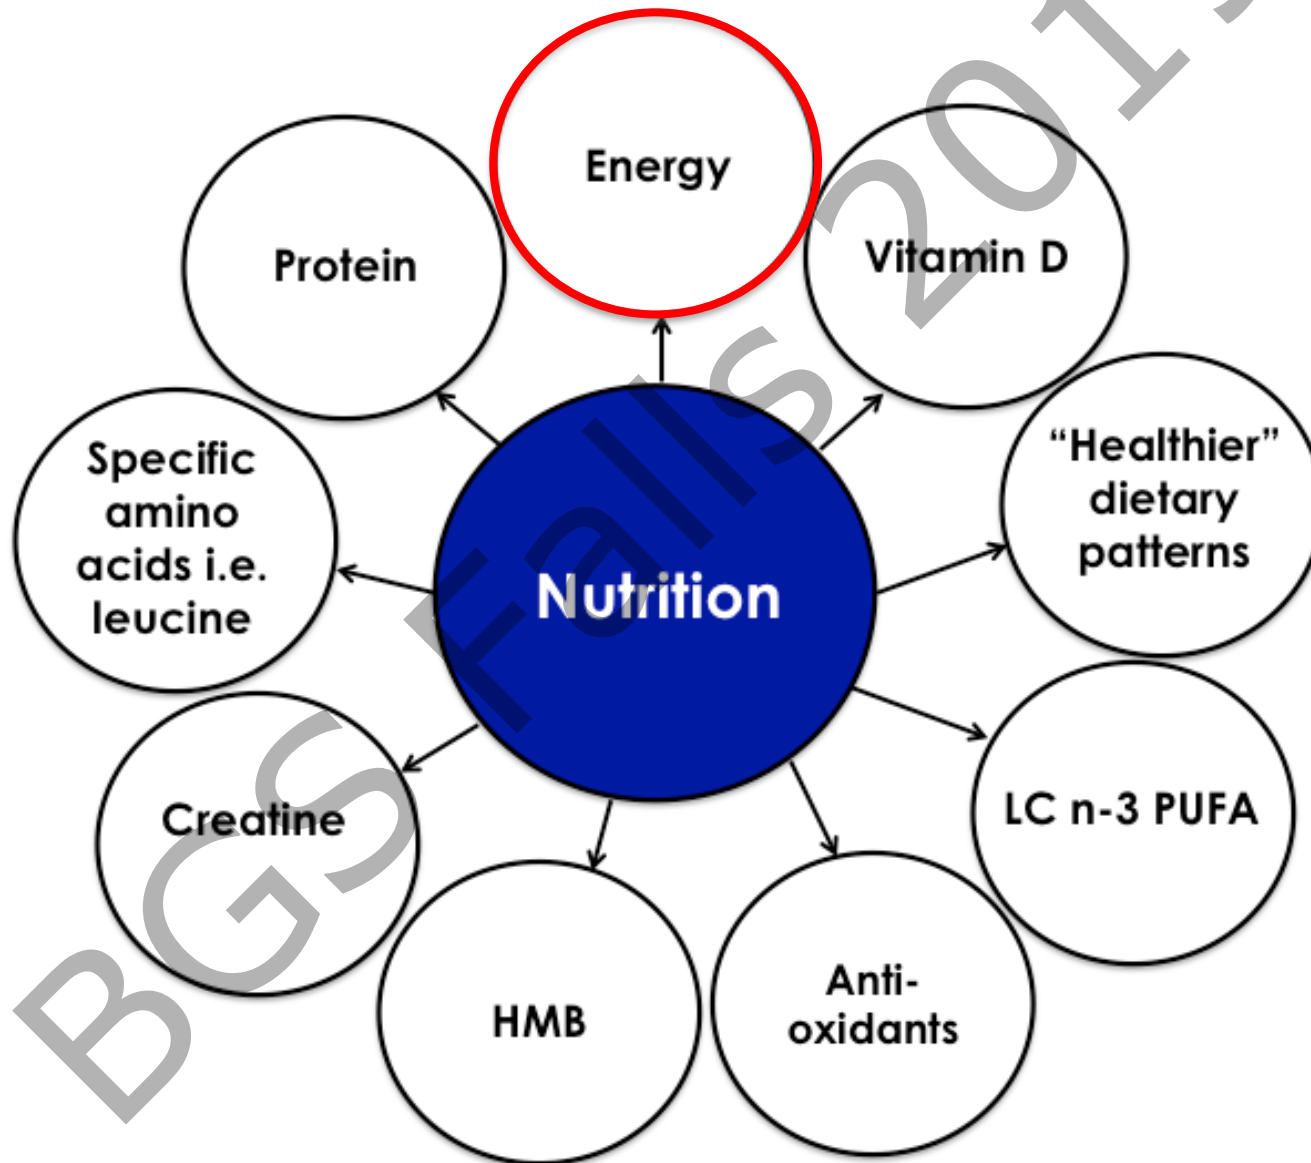 Energy
Protein
Vitamin D
“Healthier”
dietary
patterns
Specific
amino
acids i.e.
leucine
Nutrition
LC n-3 PUFA
Creatine
Anti-
oxidants
HMB
BGS Falls 201